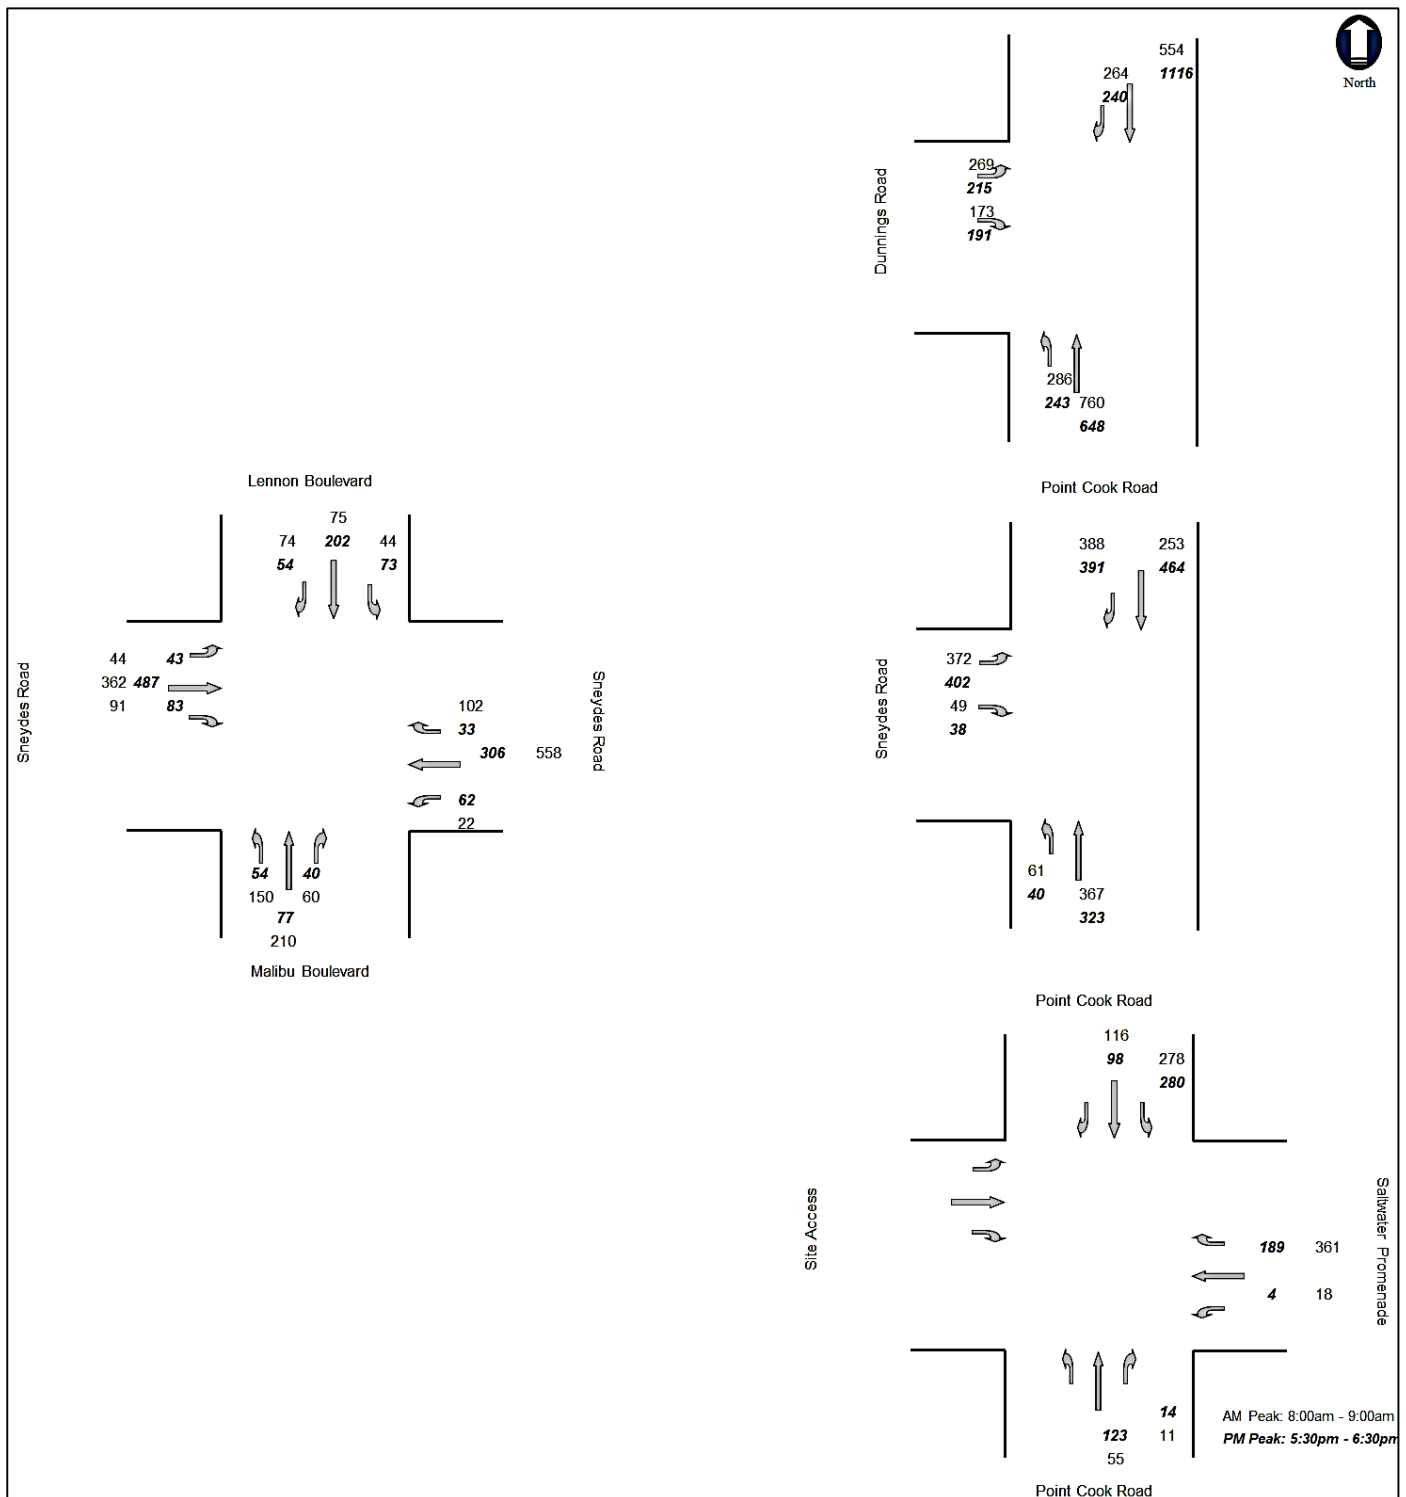 North
554
264
1116
240
269
215
173
191
Dunnings Road
286
243 760
648
Point Cook Road
Lennon Boulevard
75
74 202 44
54 73
44 43
362 487
91 83
Sneydes Road
102
33
306 558
62
22
Sneydes Road
54 40
150 60
77
210
Malibu Boulevard
388 253
391 464
372
402
49
38
Sneydes Road
61
40 367
323
Point Cook Road
116
98 278
280
Site Access
189 361
4 18
Saltwater Promenade
14
123 11
55
AM Peak: 8:00am - 9:00am
PM Peak: 5:30pm - 6:30pm
Point Cook Road